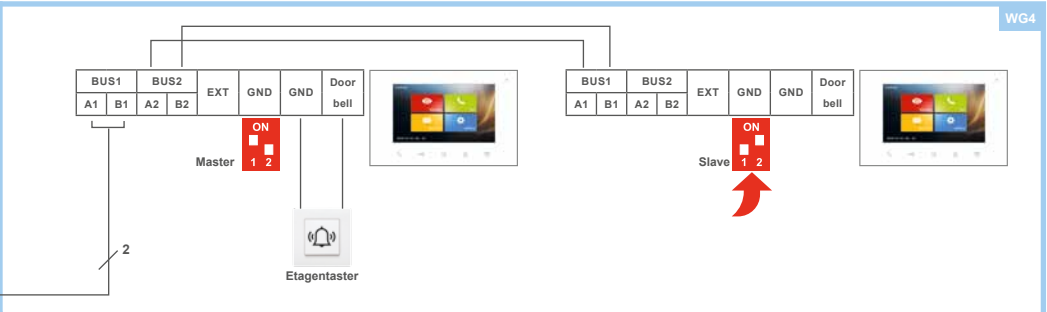 WG4
BUS1 BUS2 EXT GND GND Door bell
A1 B1 A2 B2
ON
1 2
Master
BUS1 BUS2 EXT GND GND Door bell
A1 B1 A2 B2
ON
1 2
Slave
2
Etagentaster